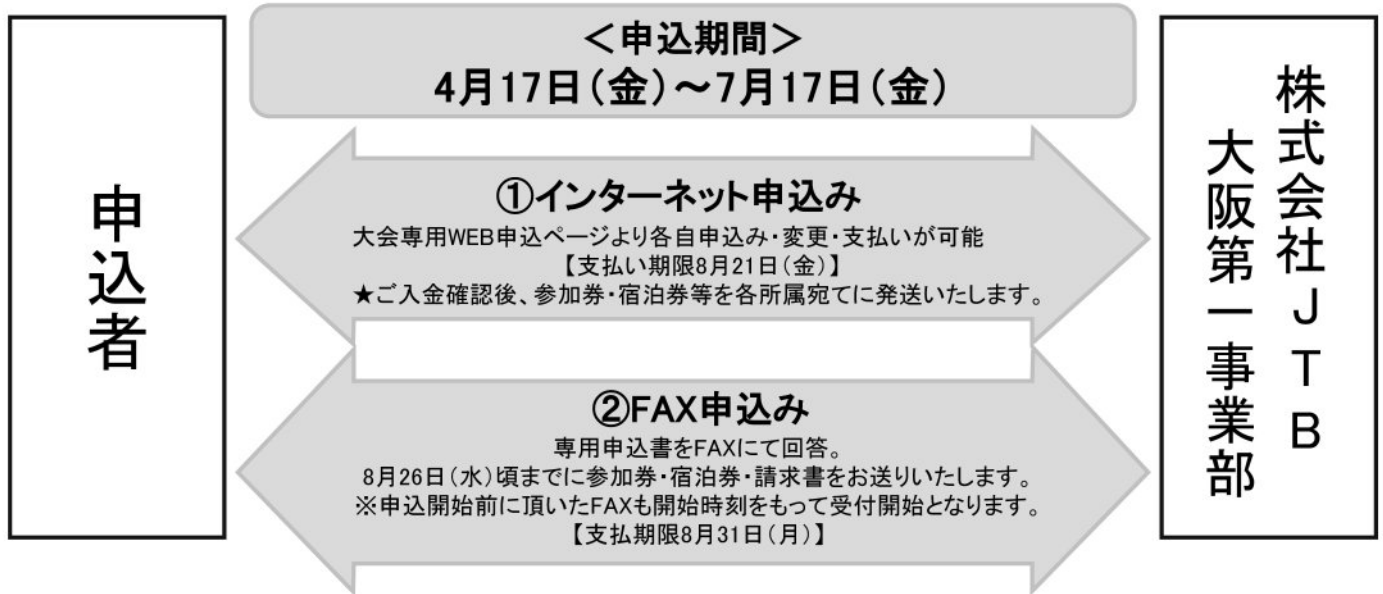 申込者
＜申込期間＞
4月17日（金）～7月17日（金）
①インターネット申込み
大会専用WEB申込ページより各自申込み・変更・支払いが可能
【支払い期限8月21日（金）】
★ご入金確認後、参加券・宿泊券等を各所属宛てに発送いたします。
②FAX申込み
専用申込書をFAXにて回答。
8月26日（水）頃までに参加券・宿泊券・請求書をお送りいたします。
※申込開始前に頂いたFAXも開始時刻をもって受付開始となります。
【支払期限8月31日（月）】
株式会社JTB
大阪第一事業部